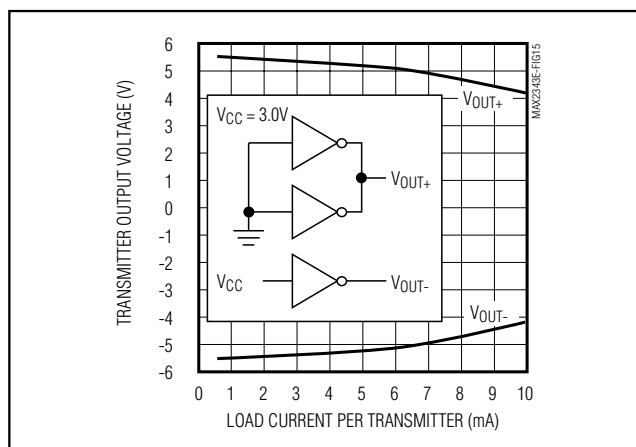 TRANSMITTER OUTPUT VOLTAGE (V)
6
5
4
3
2
1
0
-1
-2
-3
-4
-5
-6
VCC = 3.0V
VOUT+
VOUT+
VCC
VOUT-
VOUT-
MAX2343E-FIG15
0 1 2 3 4 5 6 7 8 9 10
LOAD CURRENT PER TRANSMITTER (mA)